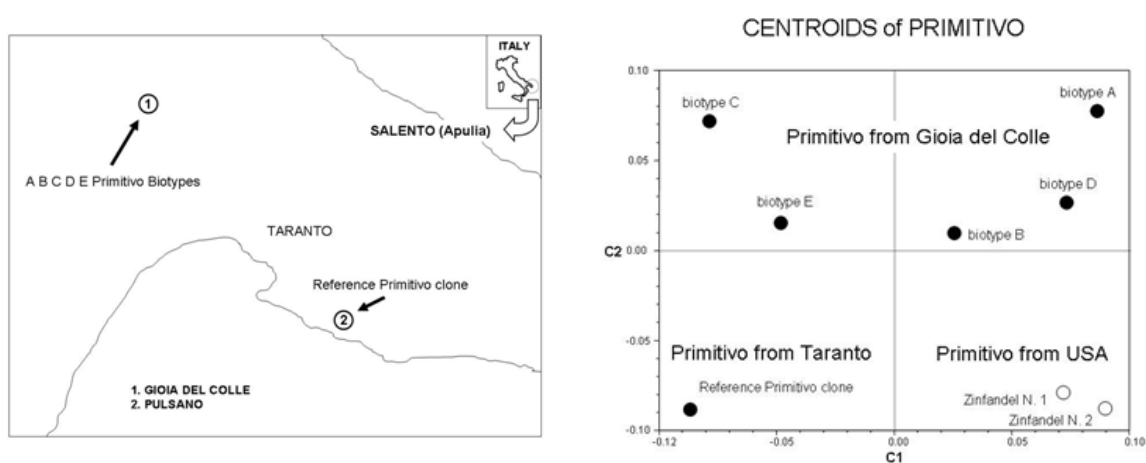 ITALY
SALENTO (Apulia)
1
A B C D E Primitivo Biotypes
TARANTO
Reference Primitivo clone
2
1. GIOIA DEL COLLE
2. PULSANO
CENTROIDS of PRIMITIVO
0.10
biotype C
biotype A
Primitivo from Gioia del Colle
0.05
biotype D
biotype E
biotype B
C2 0.00
-0.05
Primitivo from Taranto
Primitivo from USA
Reference Primitivo clone
Zinfandel N. 1
Zinfandel N. 2
-0.10
-0.12 -0.05 0.00 0.05 0.10
C1